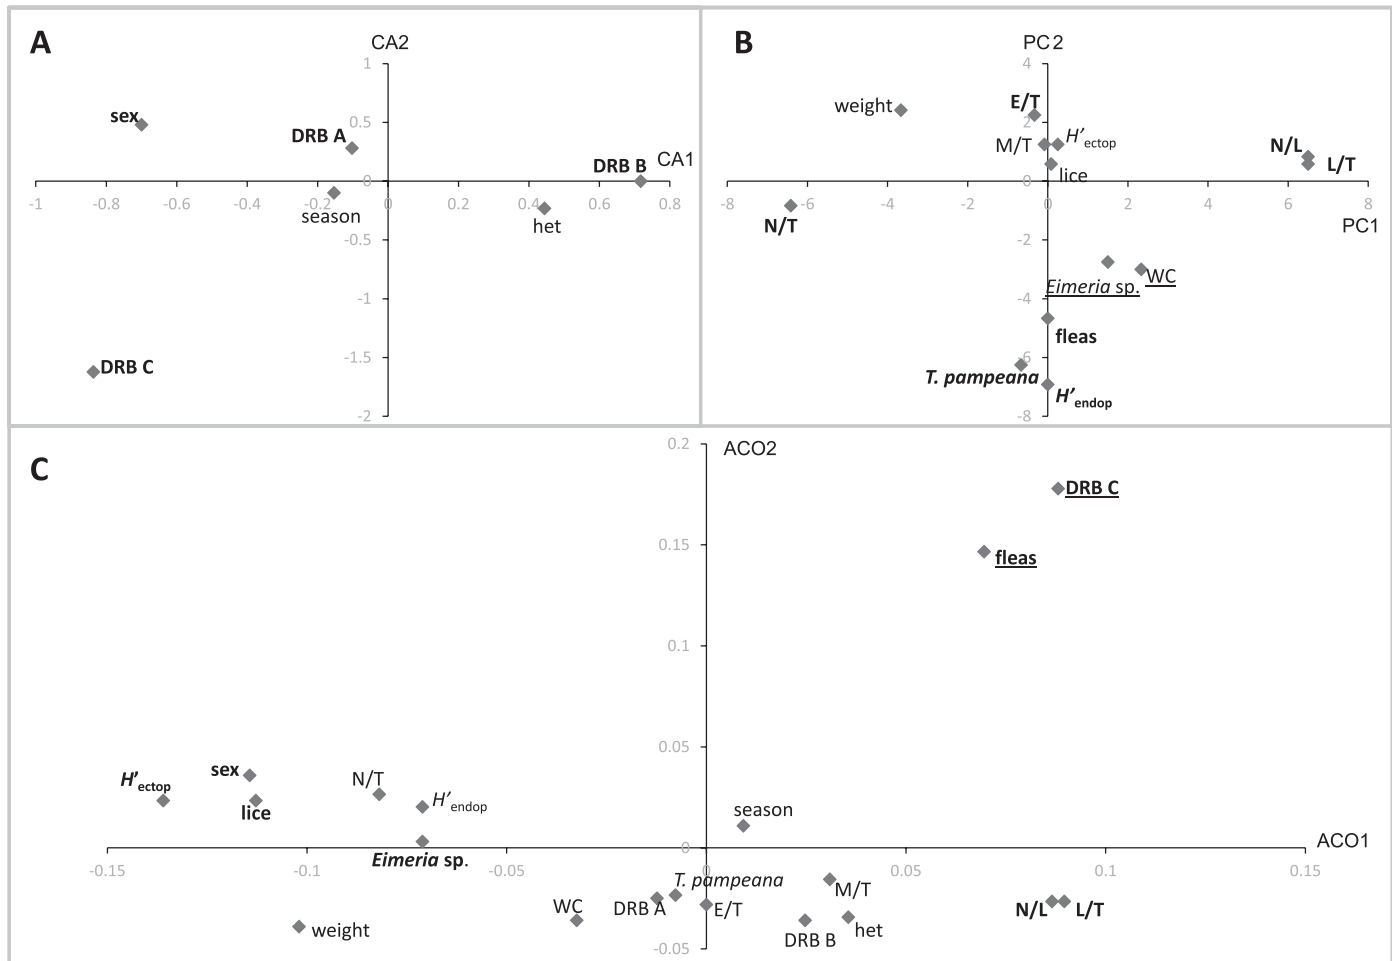 A
CA2
1
sex
0.5
DRB A
DRB B
CA1
0
-1
-0.8
-0.6
-0.4
-0.2
0
0.2
0.4
0.6
0.8
season
het
-0.5
-1
DRB C
-1.5
-2
B
PC2
4
weight
E/T
2
M/T
H'ectop
N/L
lice
L/T
0
-8
-6
-4
-2
0
2
4
6
8
N/T
PC1
-2
WC
Eimeria sp.
-4
fleas
-6
T. pampeana
H'endop
-8
C
0.2
ACO2
DRB C
0.15
fleas
0.1
0.05
sex
H'ectop
N/T
lice
H'endop
season
Eimeria sp.
0
ACO1
-0.15
-0.1
-0.05
0
0.05
0.1
0.15
T. pampeana
M/T
WC
DRB A
E/T
N/L
L/T
weight
DRB B
het
-0.05